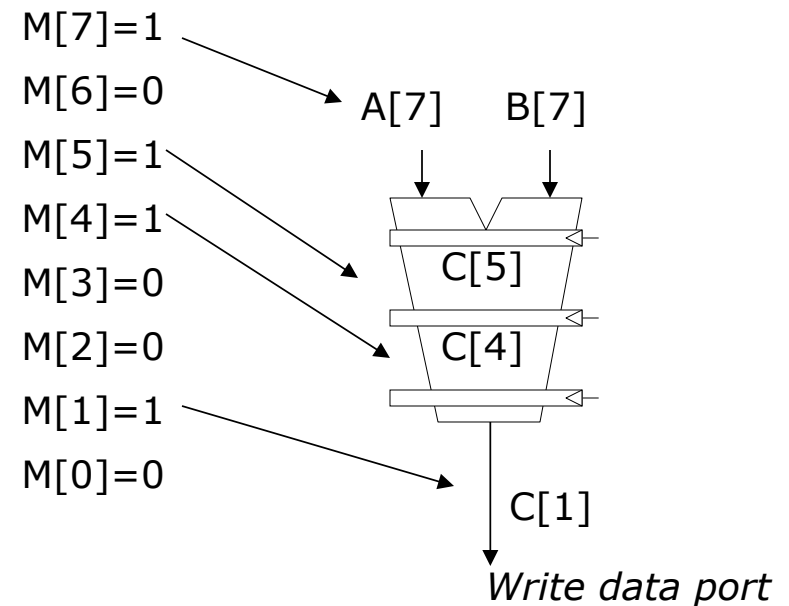 M[7]=1
M[6]=0
A[7] B[7]
M[5]=1
M[4]=1
C[5]
M[3]=0
M[2]=0
C[4]
M[1]=1
M[0]=0
C[1]
Write data port